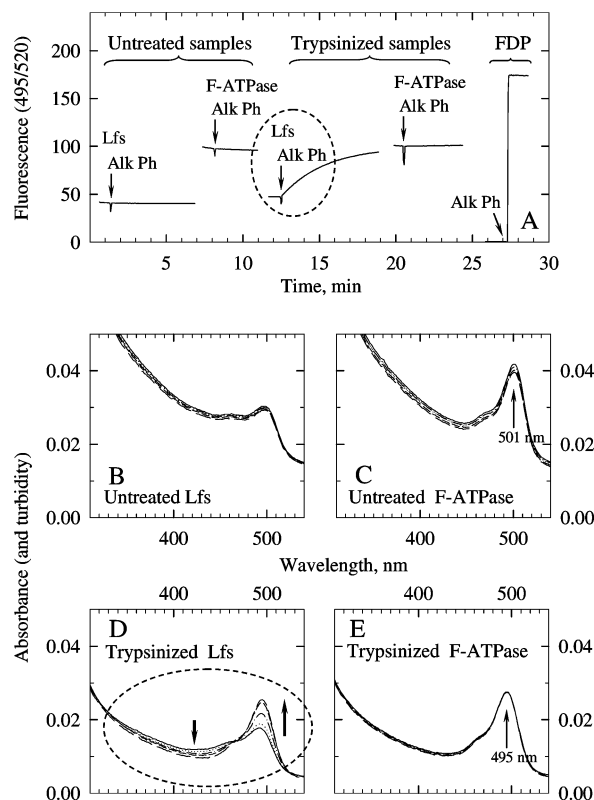 Fluorescence (495/520)
200
150
100
50
0
Untreated samples
Trypsinized samples
FDP
F-ATPase
Alk Ph
Lfs
Alk Ph
Lfs
Alk Ph
F-ATPase
Alk Ph
Alk Ph
A
5 10 15 20 25 30
Time, min
Absorbance (and turbidity)
0.04
0.02
0.00
B
Untreated Lfs
400 500
C
501 nm
Untreated F-ATPase
400 500
0.04
0.02
0.00
Wavelength, nm
400 500
400 500
0.04
0.02
0.00
D
Trypsinized Lfs
E
Trypsinized F-ATPase
495 nm
0.04
0.02
0.00